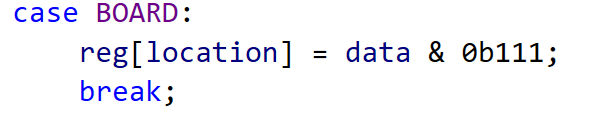 case BOARD:
    reg[location] = data & 0b111;
    break;